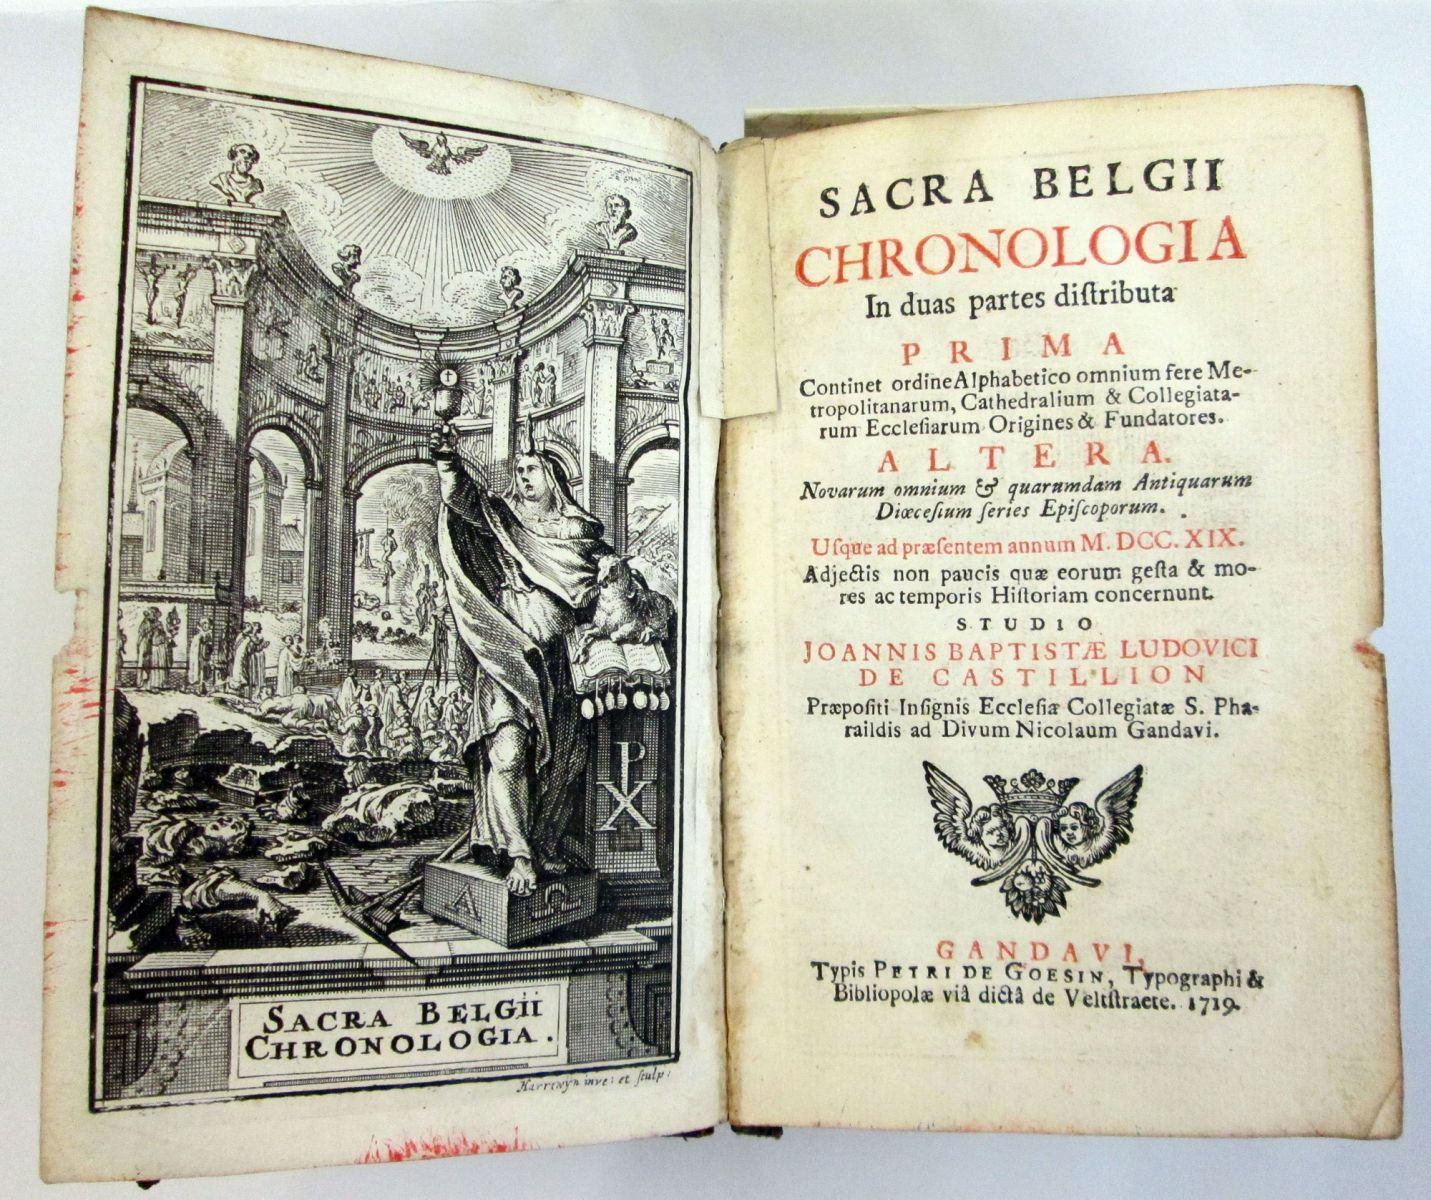 P
X
A Ω
SACRA BELGII
CHRONOLOGIA.
Harrewÿn inve: et sculp:
SACRA BELGII
CHRONOLOGIA
In duas partes diſtributa
PRIMA
Continet ordine Alphabetico omnium fere Me-
tropolitanarum, Cathedralium & Collegiata-
rum Eccleſiarum Origines & Fundatores.
ALTERA.
Novarum omnium & quarumdam Antiquarum
Diœceſium ſeries Epiſcoporum.
Uſque ad præſentem annum M. DCC. XIX.
Adjectis non paucis quæ eorum geſta & mo-
res ac temporis Hiſtoriam concernunt.
STUDIO
JOANNIS BAPTISTÆ LUDOVICI
DE CASTILLION
Præpoſiti Inſignis Eccleſiæ Collegiatæ S. Pha-
raildis ad Divum Nicolaum Gandavi.
GANDAVI,
Typis PETRI DE GOESIN, Typographi &
Bibliopolæ viâ dictâ de Veltſtraete. 1719.